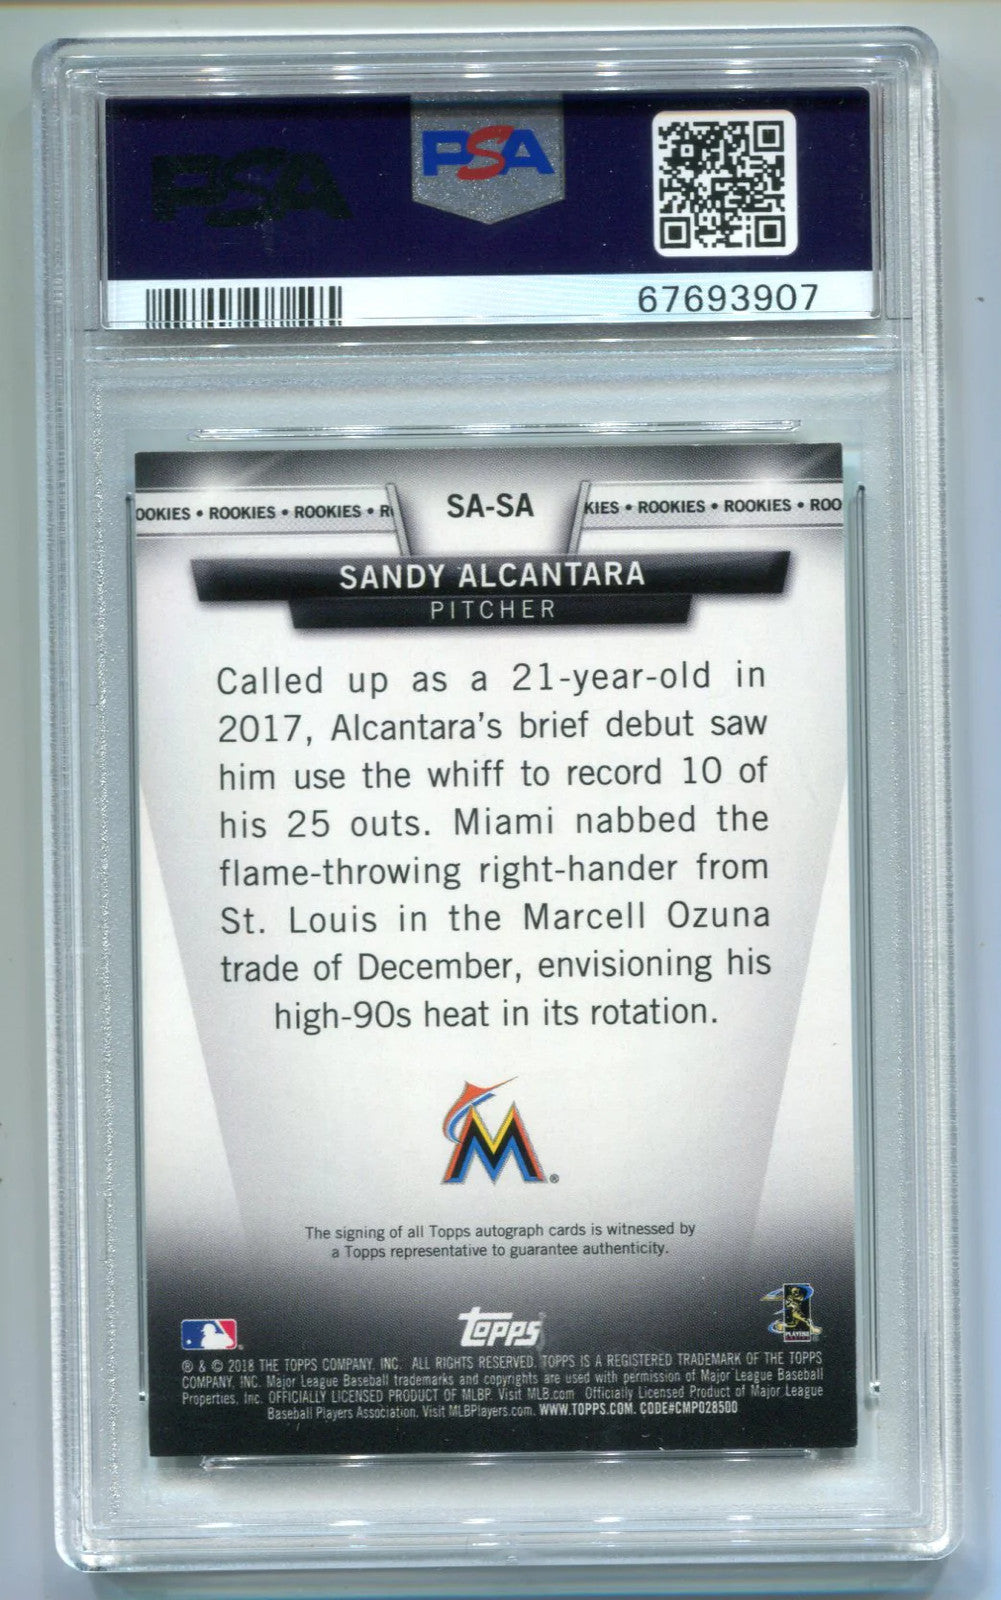 PSA
PSA
67693907
OOKIES • ROOKIES • ROOKIES • R
SA-SA
KIES • ROOKIES • ROOKIES • ROO
SANDY ALCANTARA
PITCHER
Called up as a 21-year-old in
2017, Alcantara's brief debut saw
him use the whiff to record 10 of
his 25 outs. Miami nabbed the
flame-throwing right-hander from
St. Louis in the Marcell Ozuna
trade of December, envisioning his
high-90s heat in its rotation.
M®
The signing of all Topps autograph cards is witnessed by
a Topps representative to guarantee authenticity.
topps
PLAYERS
® & © 2018 THE TOPPS COMPANY, INC. ALL RIGHTS RESERVED. TOPPS IS A REGISTERED TRADEMARK OF THE TOPPS
COMPANY, INC. Major League Baseball trademarks and copyrights are used with permission of Major League Baseball
Properties, Inc. OFFICIALLY LICENSED PRODUCT OF MLBP. Visit MLB.com Officially Licensed Product of Major League
Baseball Players Association. Visit MLBPlayers.com. WWW.TOPPS.COM. CODE#CMP028500